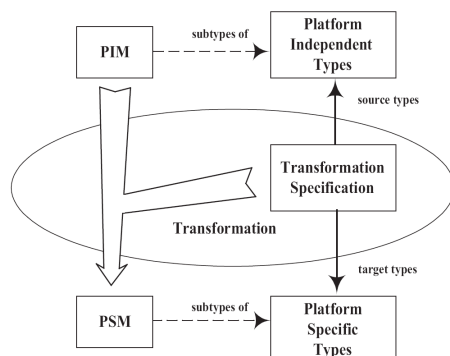 PIM
subtypes of
Platform
Independent
Types
source types
Transformation
Specification
Transformation
target types
PSM
subtypes of
Platform
Specific
Types